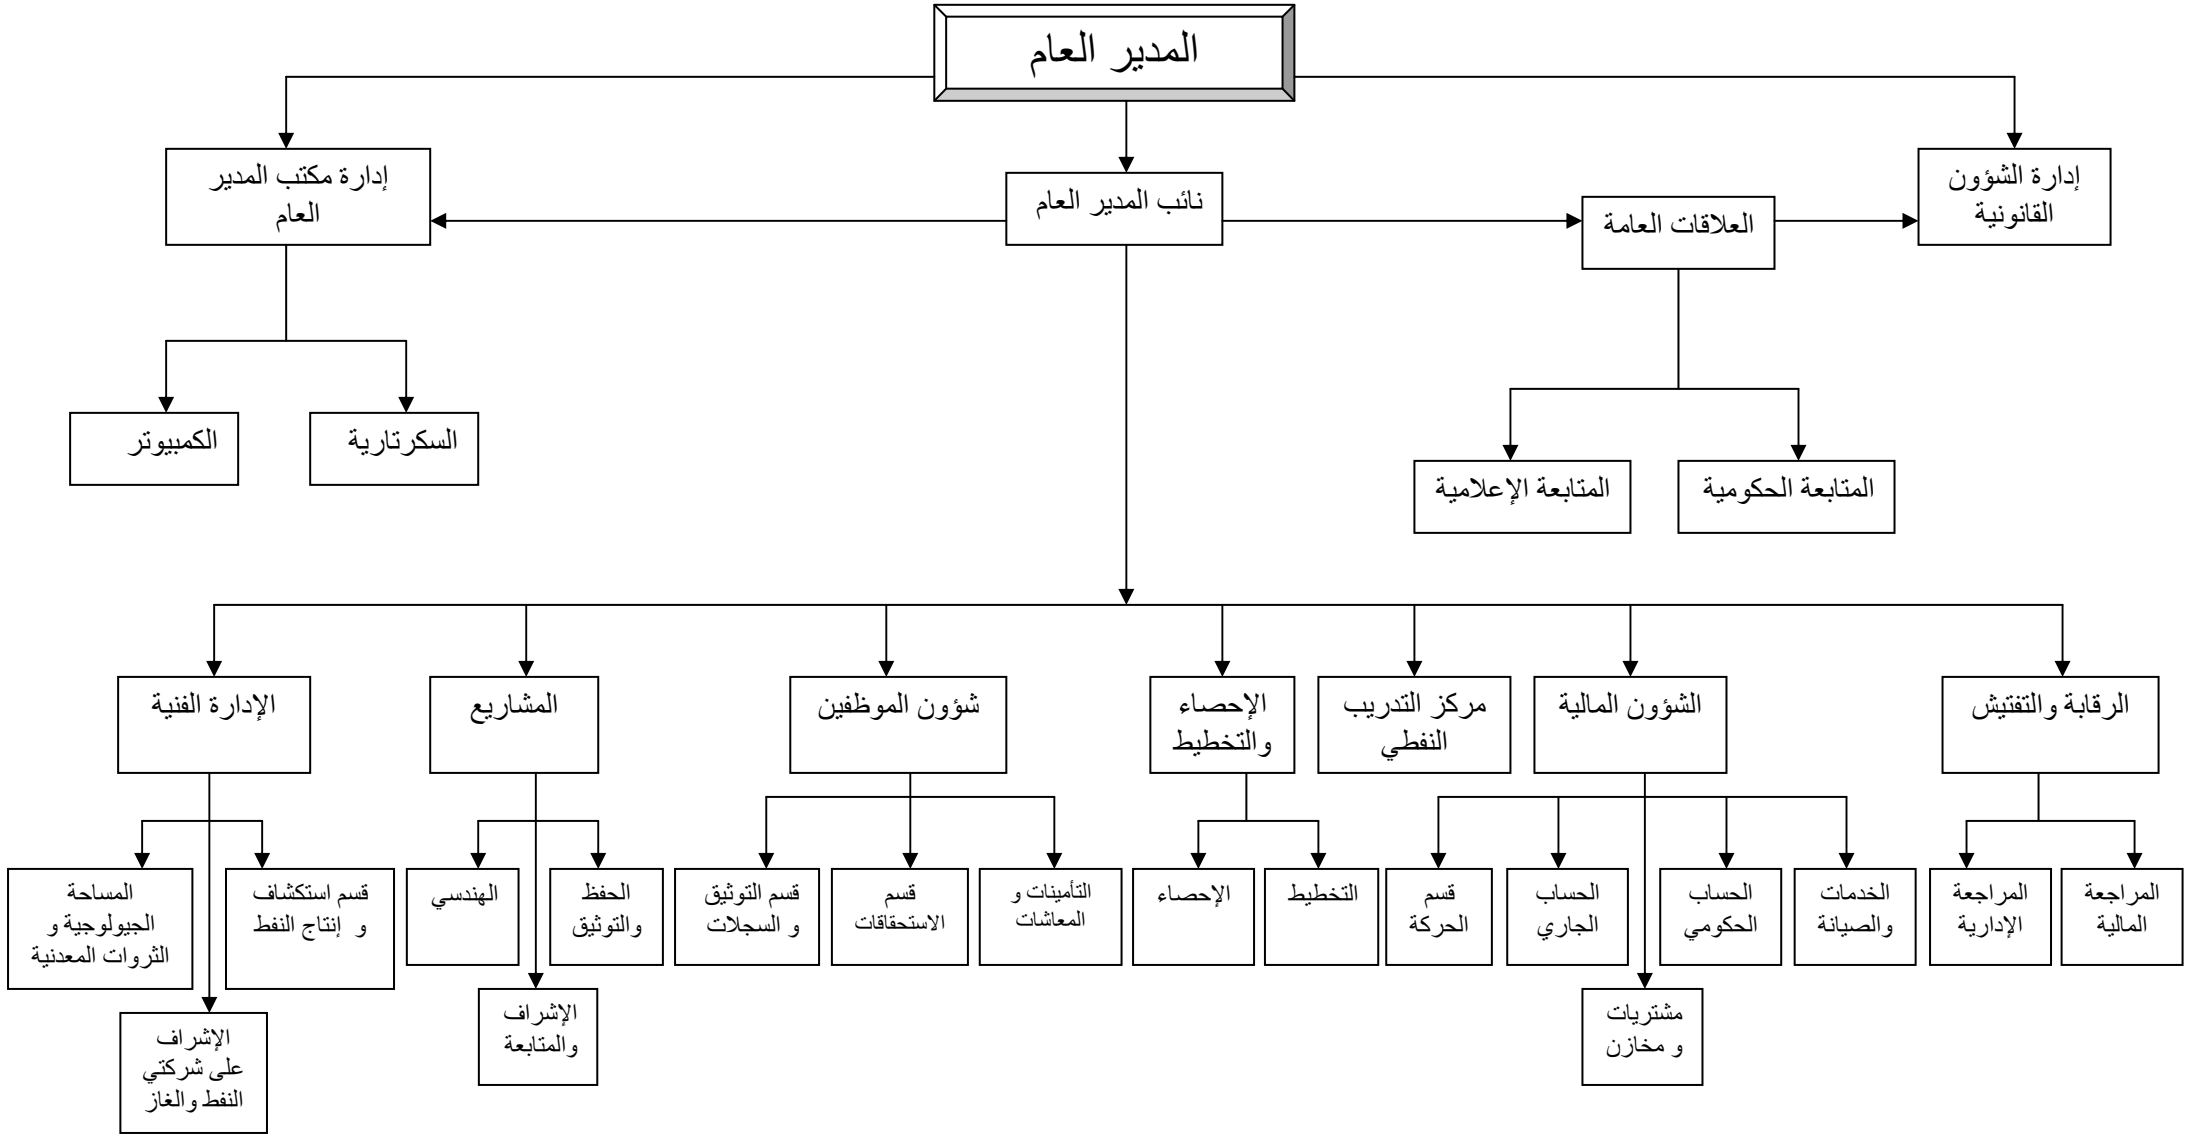 المدير العام
إدارة الشؤون
القانونية
العلاقات العامة
نائب المدير العام
إدارة مكتب المدير
العام
المتابعة الحكومية
المتابعة الإعلامية
السكرتارية
الكمبيوتر
الرقابة والتفتيش
الشؤون المالية
مركز التدريب
النفطي
الإحصاء
والتخطيط
شؤون الموظفين
المشاريع
الإدارة الفنية
المراجعة
المالية
المراجعة
الإدارية
الخدمات
والصيانة
الحساب
الحكومي
الحساب
الجاري
قسم
الحركة
التخطيط
الإحصاء
التأمينات و
المعاشات
قسم
الاستحقاقات
قسم التوثيق
و السجلات
الحفظ
والتوثيق
الهندسي
قسم استكشاف
و إنتاج النفط
المساحة
الجيولوجية و
الثروات المعدنية
مشتريات
و مخازن
الإشراف
والمتابعة
الإشراف
على شركتي
النفط والغاز